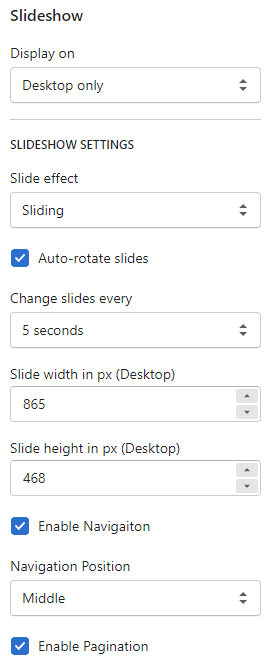 Slideshow
Display on
Desktop only
SLIDESHOW SETTINGS
Slide effect
Sliding
Auto-rotate slides
Change slides every
5 seconds
Slide width in px (Desktop)
865
Slide height in px (Desktop)
468
Enable Navigaiton
Navigation Position
Middle
Enable Pagination